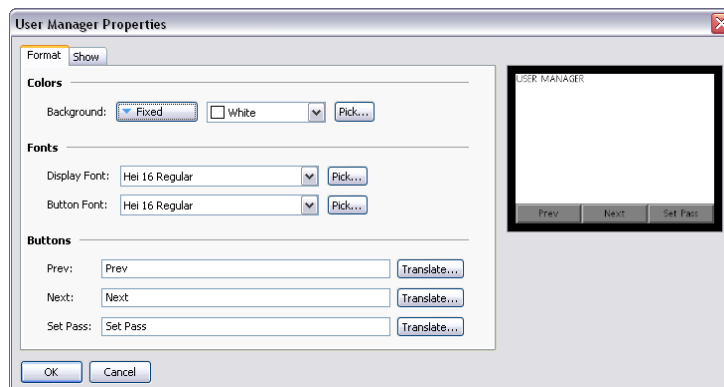 User Manager Properties
Format Show
Colors
Background: Fixed White Pick...
Fonts
Display Font: Hei 16 Regular Pick...
Button Font: Hei 16 Regular Pick...
Buttons
Prev: Prev Translate...
Next: Next Translate...
Set Pass: Set Pass Translate...
OK Cancel
USER MANAGER
Prev Next Set Pass